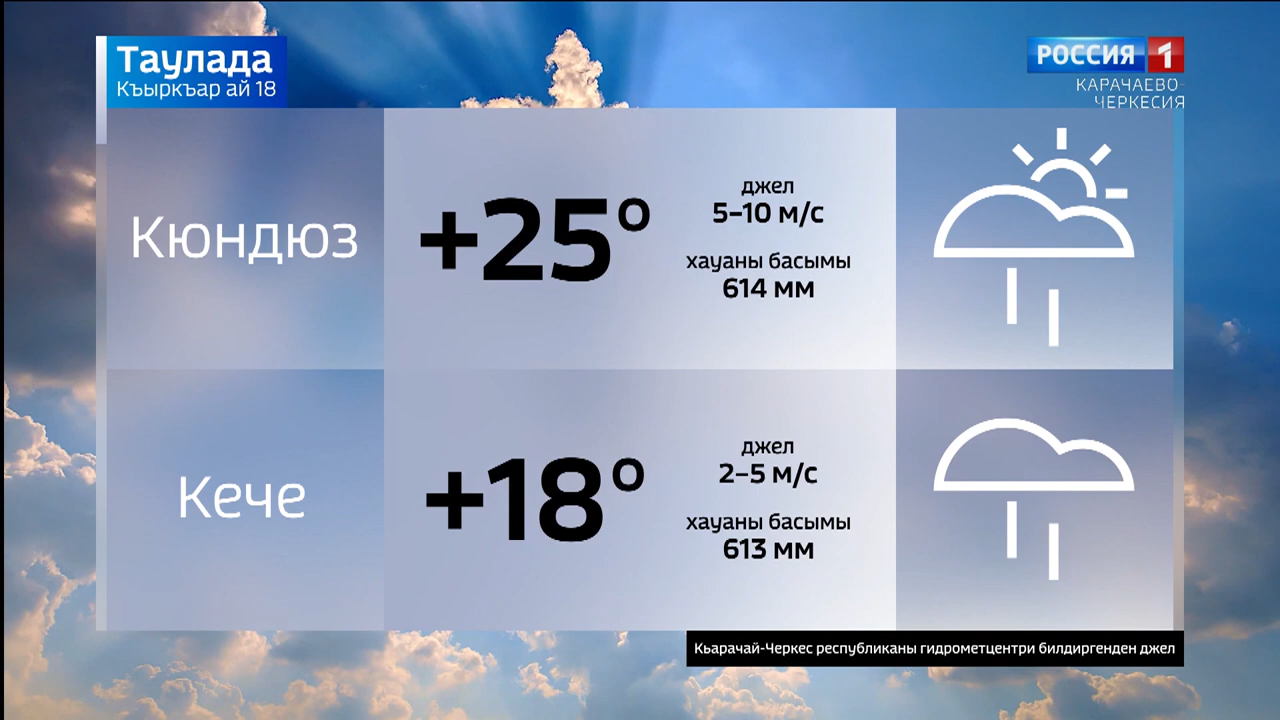 Таулада
Къыркъар ай 18
РОССИЯ 1
КАРАЧАЕВО-
ЧЕРКЕСИЯ
Кюндюз
+25°
джел
5–10 м/с
хауаны басымы
614 мм
Кече
+18°
джел
2–5 м/с
хауаны басымы
613 мм
Кьарачай-Черкес республиканы гидрометцентри билдиргенден джел